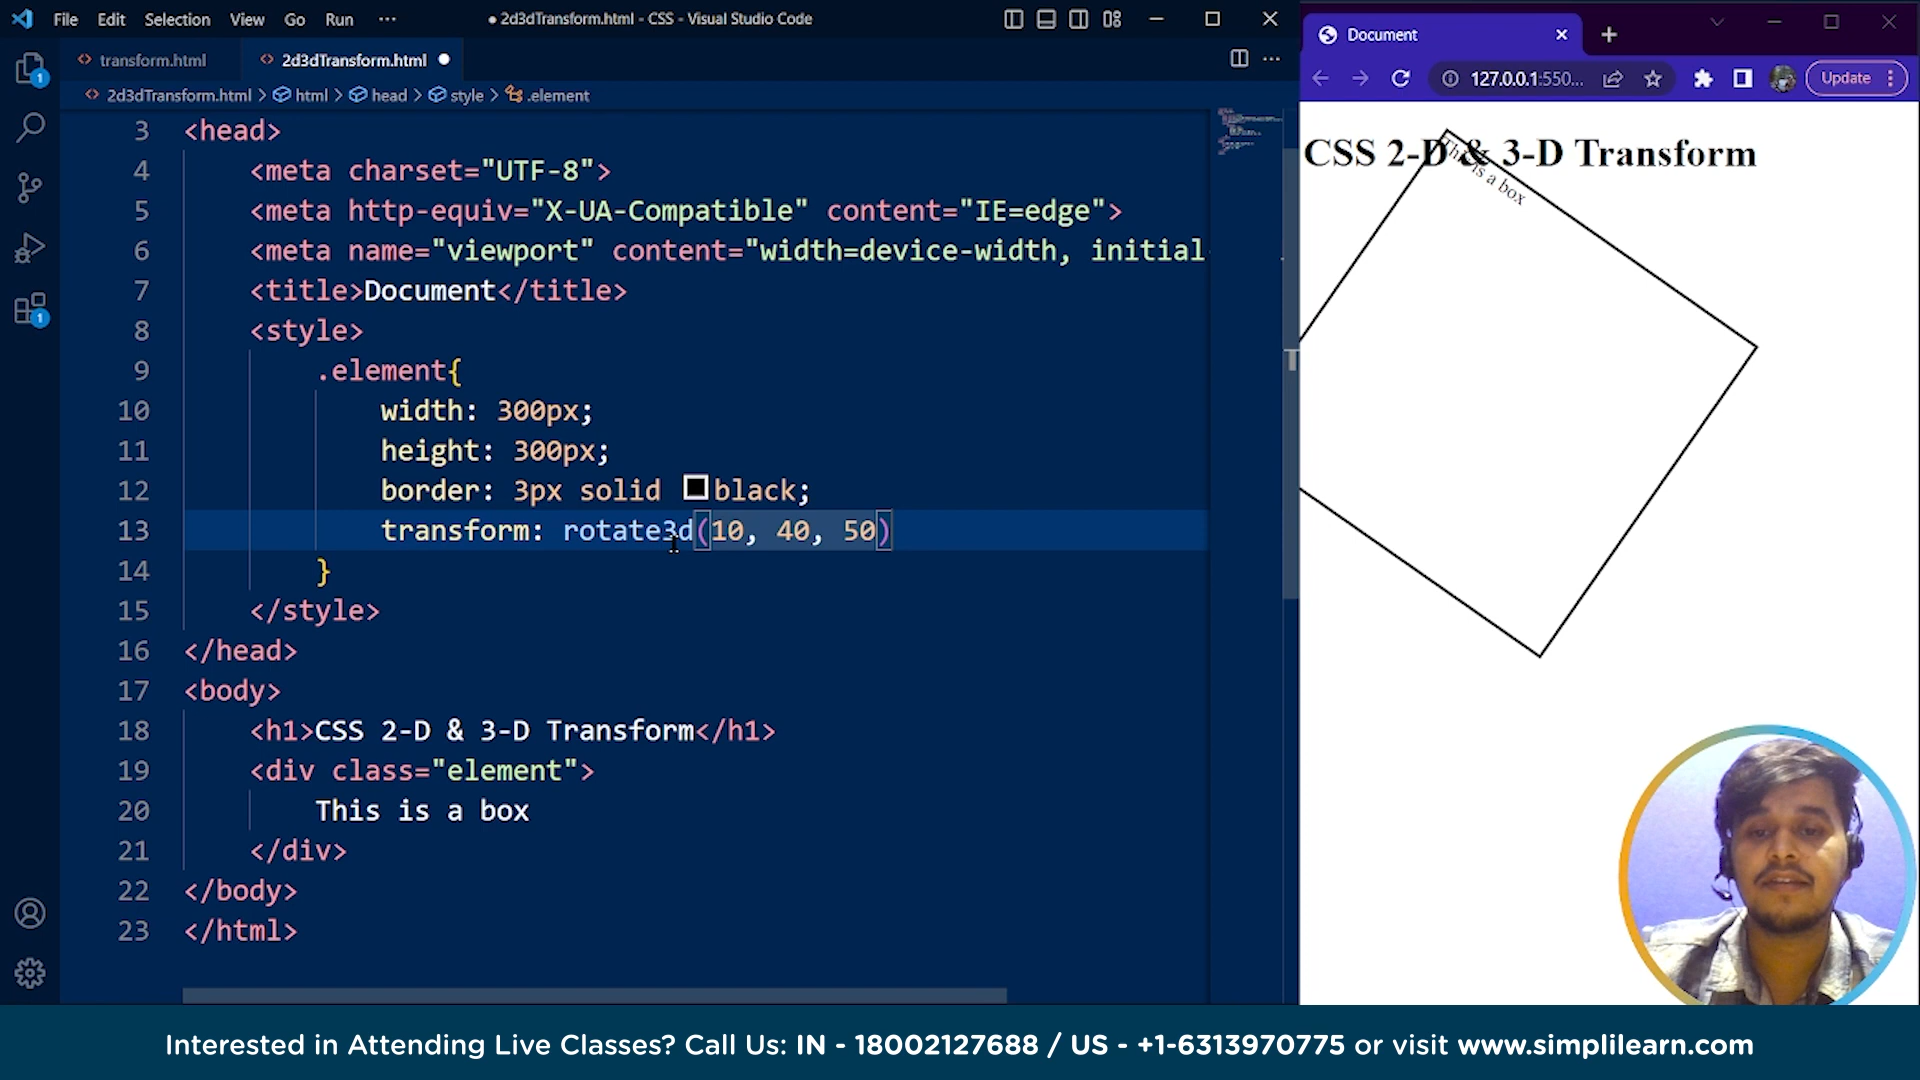 File Edit Selection View Go Run ··· ● 2d3dTransform.html - CSS - Visual Studio Code
transform.html 2d3dTransform.html ●
2d3dTransform.html > html > head > style > .element
3 <head>
4 <meta charset="UTF-8">
5 <meta http-equiv="X-UA-Compatible" content="IE=edge">
6 <meta name="viewport" content="width=device-width, initial-
7 <title>Document</title>
8 <style>
9 .element{
10 width: 300px;
11 height: 300px;
12 border: 3px solid black;
13 transform: rotate3d(10, 40, 50)
14 }
15 </style>
16 </head>
17 <body>
18 <h1>CSS 2-D & 3-D Transform</h1>
19 <div class="element">
20 This is a box
21 </div>
22 </body>
23 </html>
1
1
Document
127.0.0.1:550...
Update
CSS 2-D & 3-D Transform
This is a box
Interested in Attending Live Classes? Call Us: IN - 18002127688 / US - +1-6313970775 or visit www.simplilearn.com